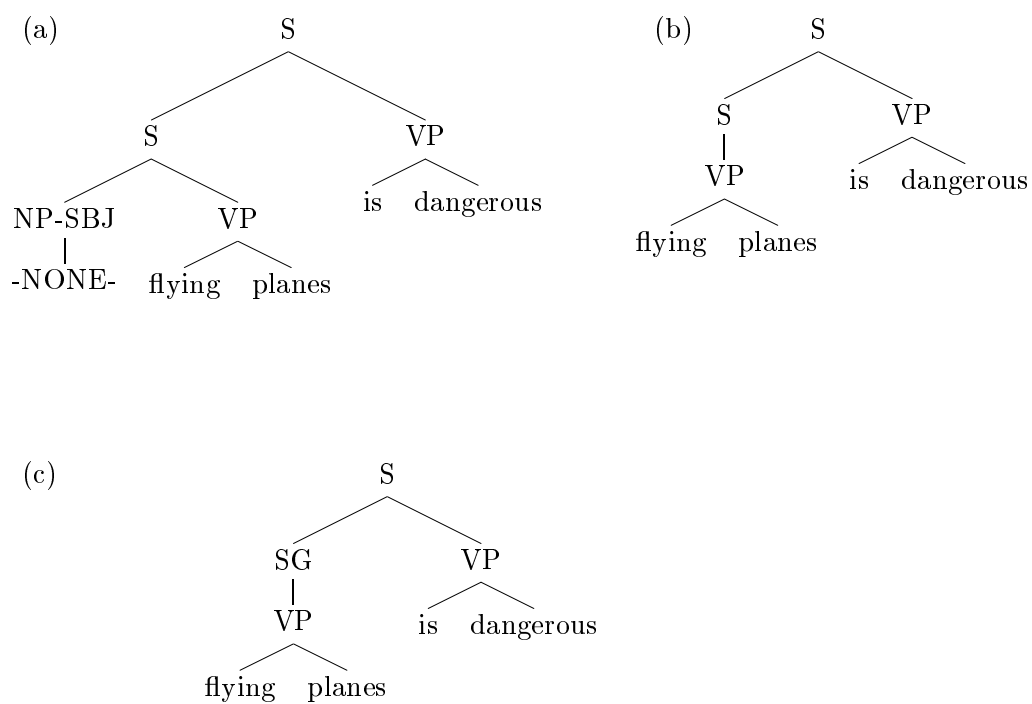 (a) S (b) S
S VP S VP
is dangerous is dangerous
NP-SBJ VP VP
-NONE- flying planes flying planes
(c) S
SG VP
VP is dangerous
flying planes